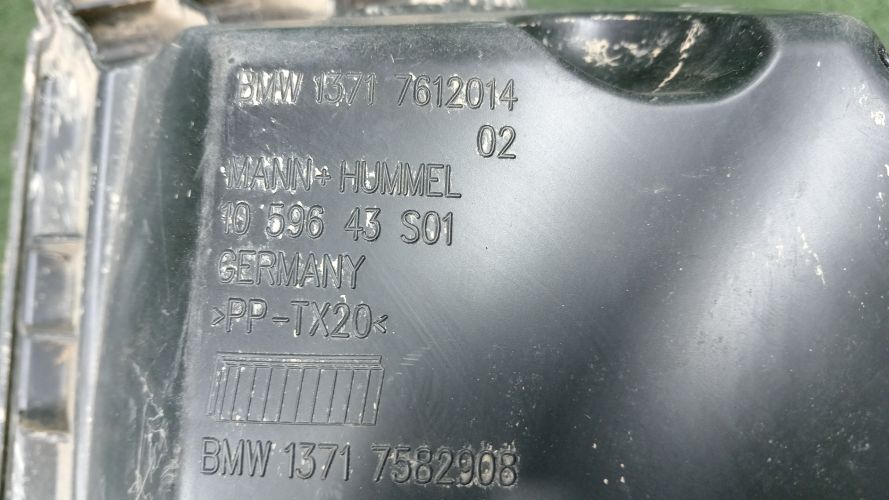 BMW 1371 7612014
02
MANN+HUMMEL
10 596 43 S01
GERMANY
>PP-TX20<
BMW 1371 7582908